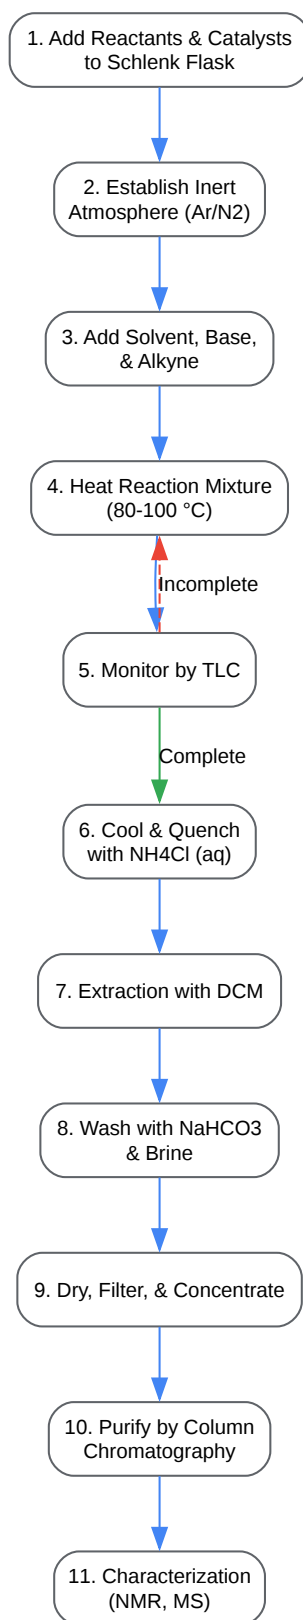 1. Add Reactants & Catalysts
to Schlenk Flask
2. Establish Inert
Atmosphere (Ar/N2)
3. Add Solvent, Base,
& Alkyne
4. Heat Reaction Mixture
(80-100 °C)
Incomplete
5. Monitor by TLC
Complete
6. Cool & Quench
with NH4Cl (aq)
7. Extraction with DCM
8. Wash with NaHCO3
& Brine
9. Dry, Filter, & Concentrate
10. Purify by Column
Chromatography
11. Characterization
(NMR, MS)